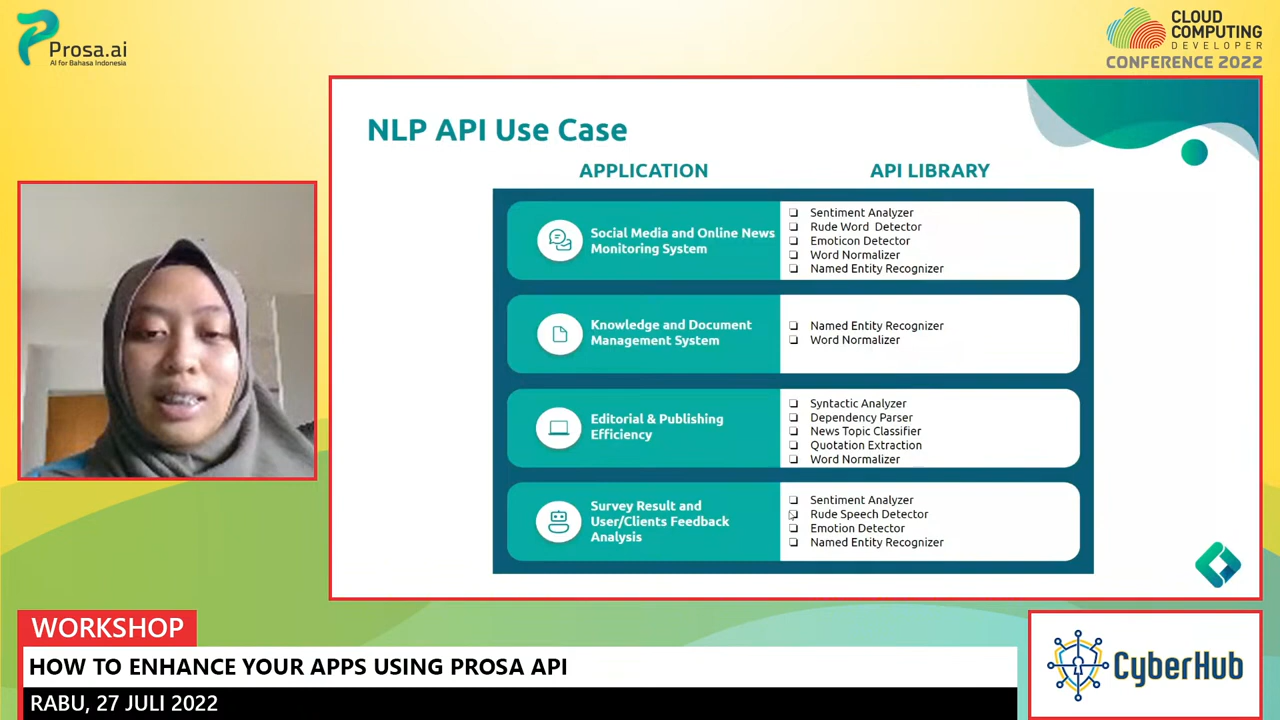 Prosa.ai
AI for Bahasa Indonesia
CLOUD
COMPUTING
DEVELOPER
CONFERENCE 2022
NLP API Use Case
APPLICATION
API LIBRARY
Social Media and Online News
Monitoring System
Sentiment Analyzer
Rude Word Detector
Emoticon Detector
Word Normalizer
Named Entity Recognizer
Knowledge and Document
Management System
Named Entity Recognizer
Word Normalizer
Editorial & Publishing
Efficiency
Syntactic Analyzer
Dependency Parser
News Topic Classifier
Quotation Extraction
Word Normalizer
Survey Result and
User/Clients Feedback
Analysis
Sentiment Analyzer
Rude Speech Detector
Emotion Detector
Named Entity Recognizer
WORKSHOP
HOW TO ENHANCE YOUR APPS USING PROSA API
RABU, 27 JULI 2022
CyberHub